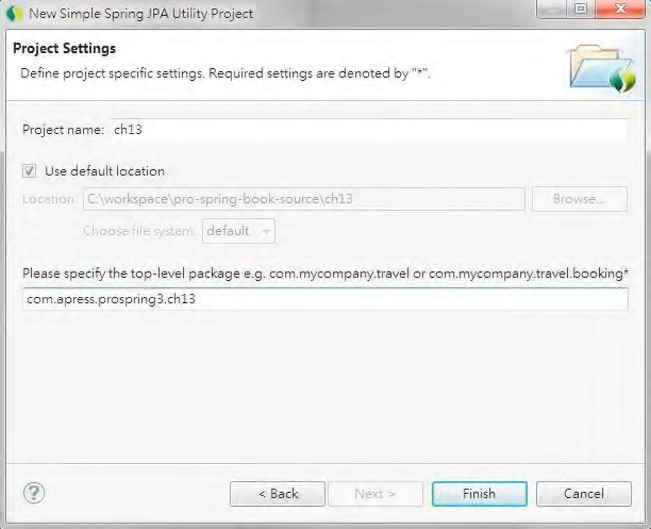 New Simple Spring JPA Utility Project
Project Settings
Define project specific settings. Required settings are denoted by "*".
Project name: ch13
Use default location
Location: C:\workspace\pro-spring-book-source\ch13 Browse...
Choose file system: default
Please specify the top-level package e.g. com.mycompany.travel or com.mycompany.travel.booking*
com.apress.prospring3.ch13
< Back Next > Finish Cancel